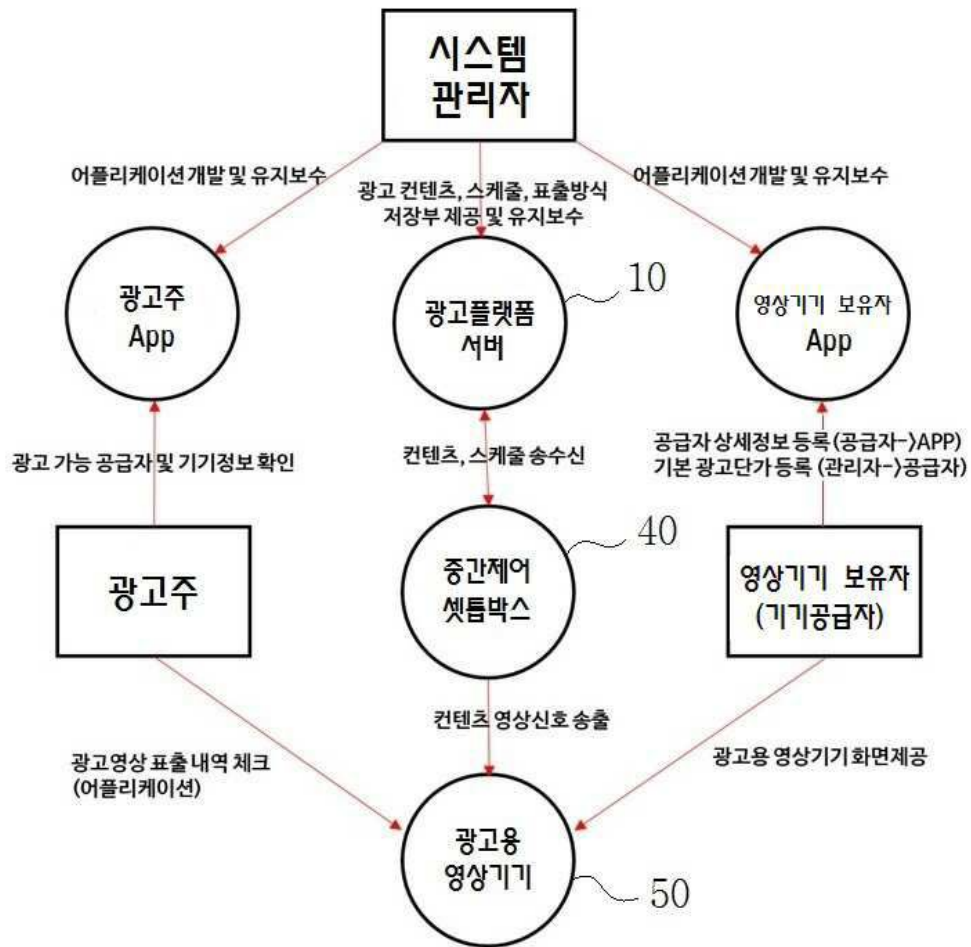 시스템
관리자
어플리케이션 개발 및 유지보수
광고 컨텐츠, 스케줄, 표출방식
저장부 제공 및 유지보수
어플리케이션 개발 및 유지보수
광고주
App
광고플랫폼
서버
10
영상기기 보유자
App
광고 가능 공급자 및 기기정보 확인
컨텐츠, 스케줄 송수신
공급자 상세정보 등록 (공급자->APP)
기본 광고단가 등록 (관리자->공급자)
광고주
중간제어
셋톱박스
40
영상기기 보유자
(기기공급자)
광고영상 표출 내역 체크
(어플리케이션)
컨텐츠 영상신호 송출
광고용 영상기기 화면제공
광고용
영상기기
50